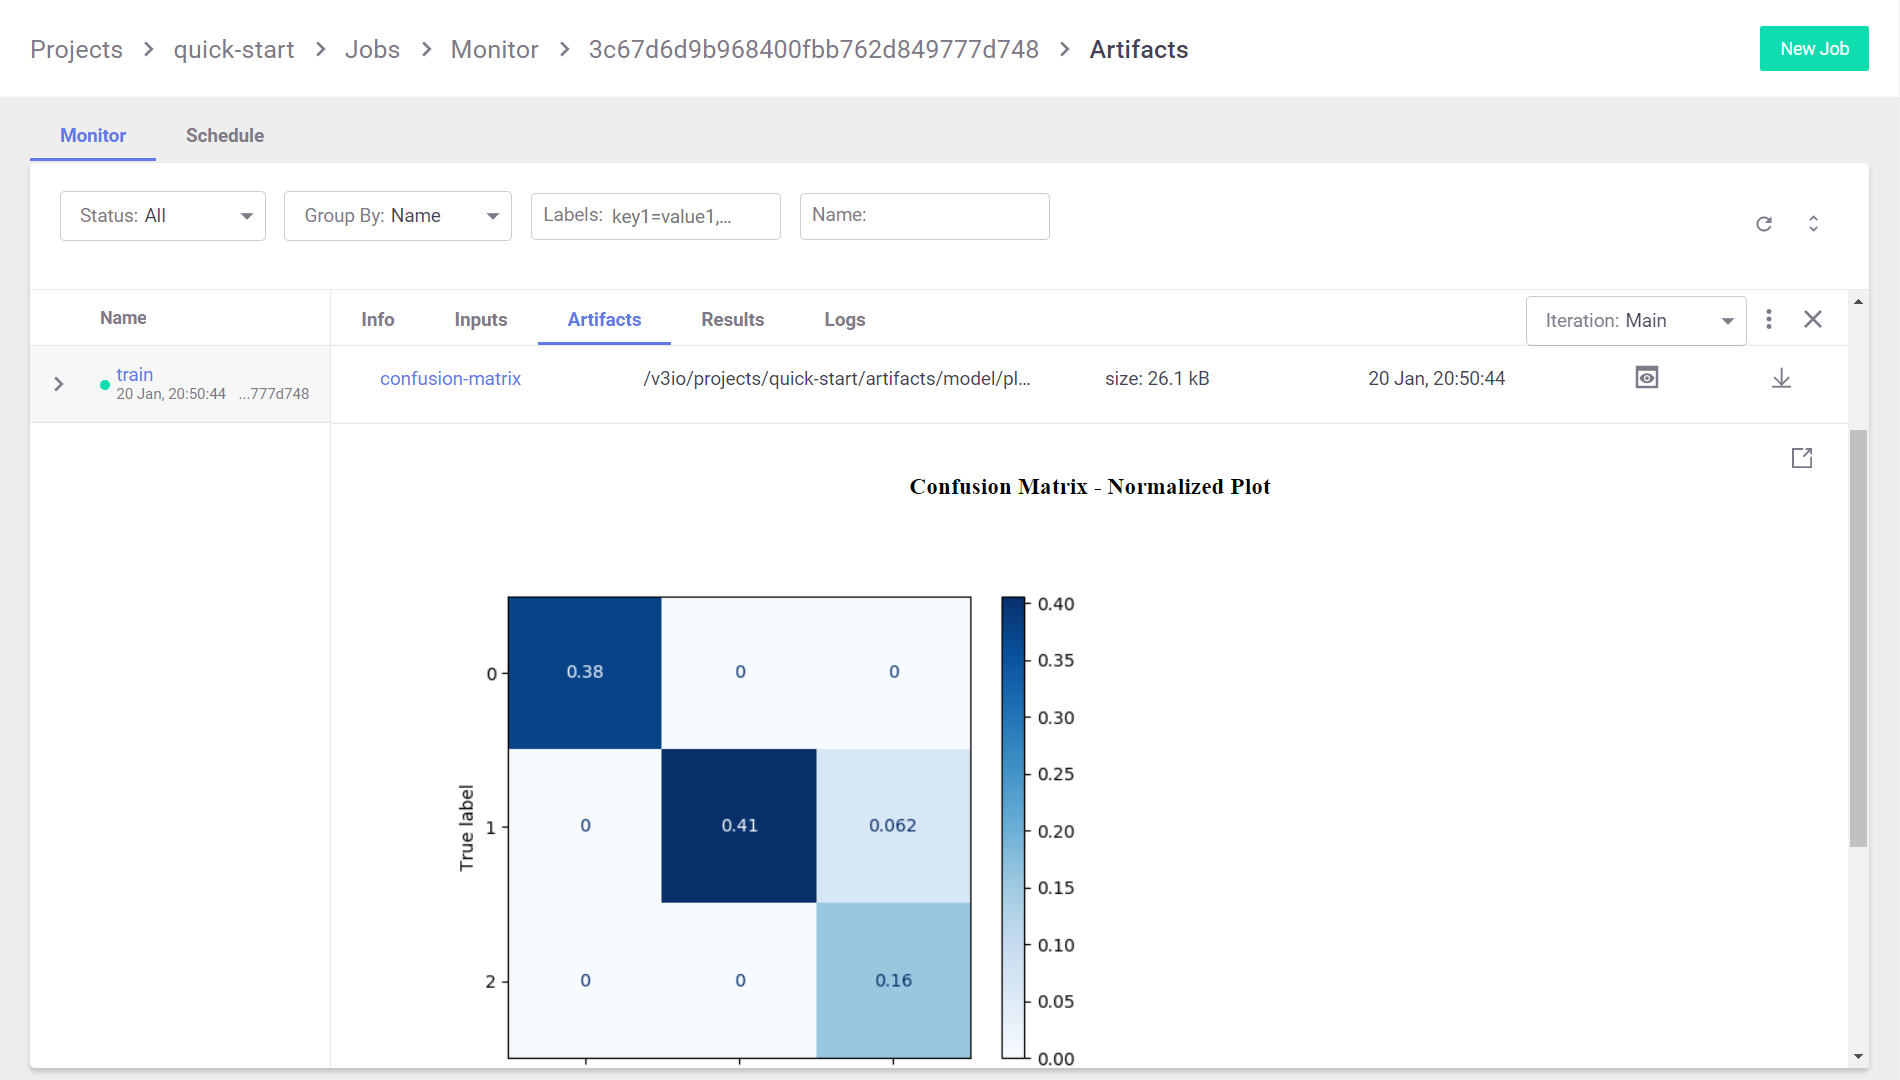 Projects > quick-start > Jobs > Monitor > 3c67d6d9b968400fbb762d849777d748 > Artifacts
New Job
Monitor Schedule
Status: All Group By: Name Labels: key1=value1,... Name:
Name Info Inputs Artifacts Results Logs Iteration: Main
train
20 Jan, 20:50:44 ...777d748
confusion-matrix /v3io/projects/quick-start/artifacts/model/pl... size: 26.1 kB 20 Jan, 20:50:44
Confusion Matrix - Normalized Plot
True label
0 0.38 0 0
1 0 0.41 0.062
2 0 0 0.16
0.40
0.35
0.30
0.25
0.20
0.15
0.10
0.05
0.00